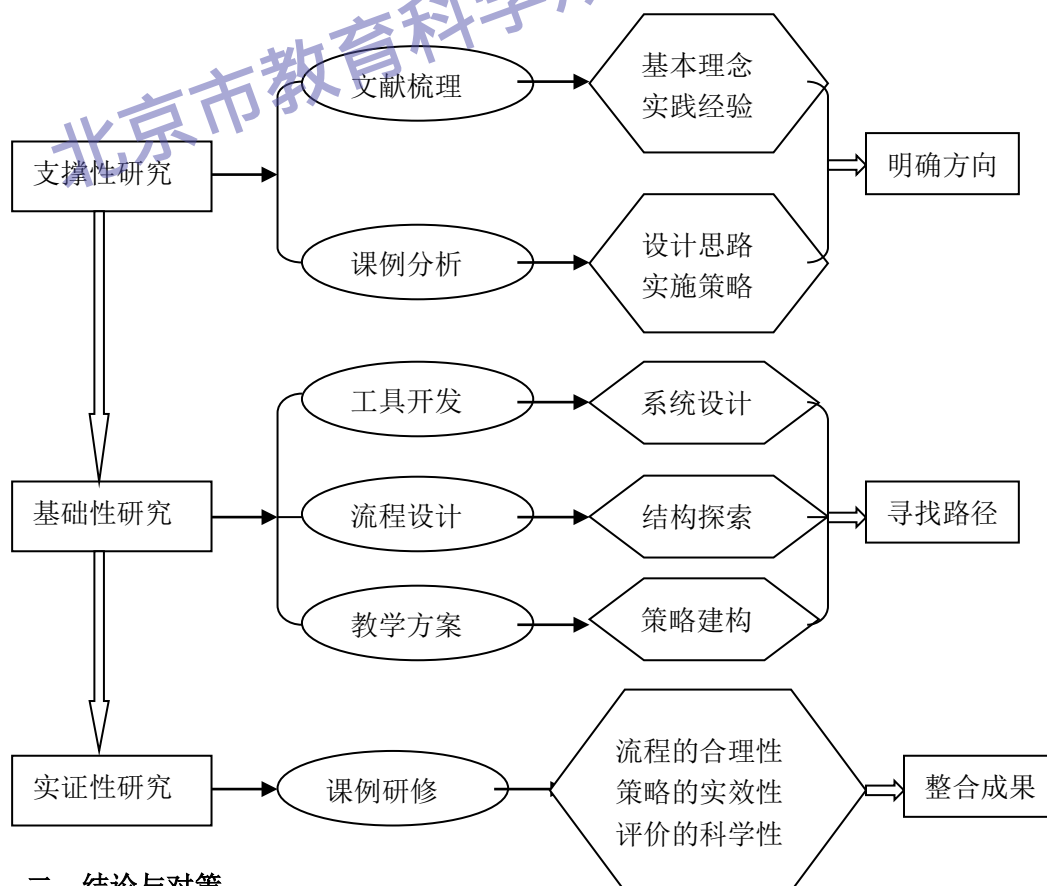 北京市教育科学
文献梳理
基本理念
实践经验
支撑性研究
明确方向
课例分析
设计思路
实施策略
工具开发
系统设计
基础性研究
流程设计
结构探索
寻找路径
教学方案
策略建构
实证性研究
课例研修
流程的合理性
策略的实效性
评价的科学性
整合成果
结论与对策